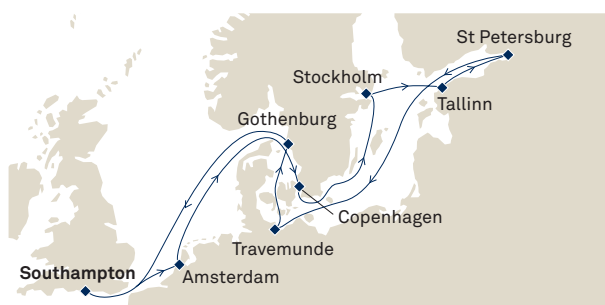 St Petersburg
Stockholm
Tallinn
Gothenburg
Copenhagen
Travemunde
Southampton
Amsterdam